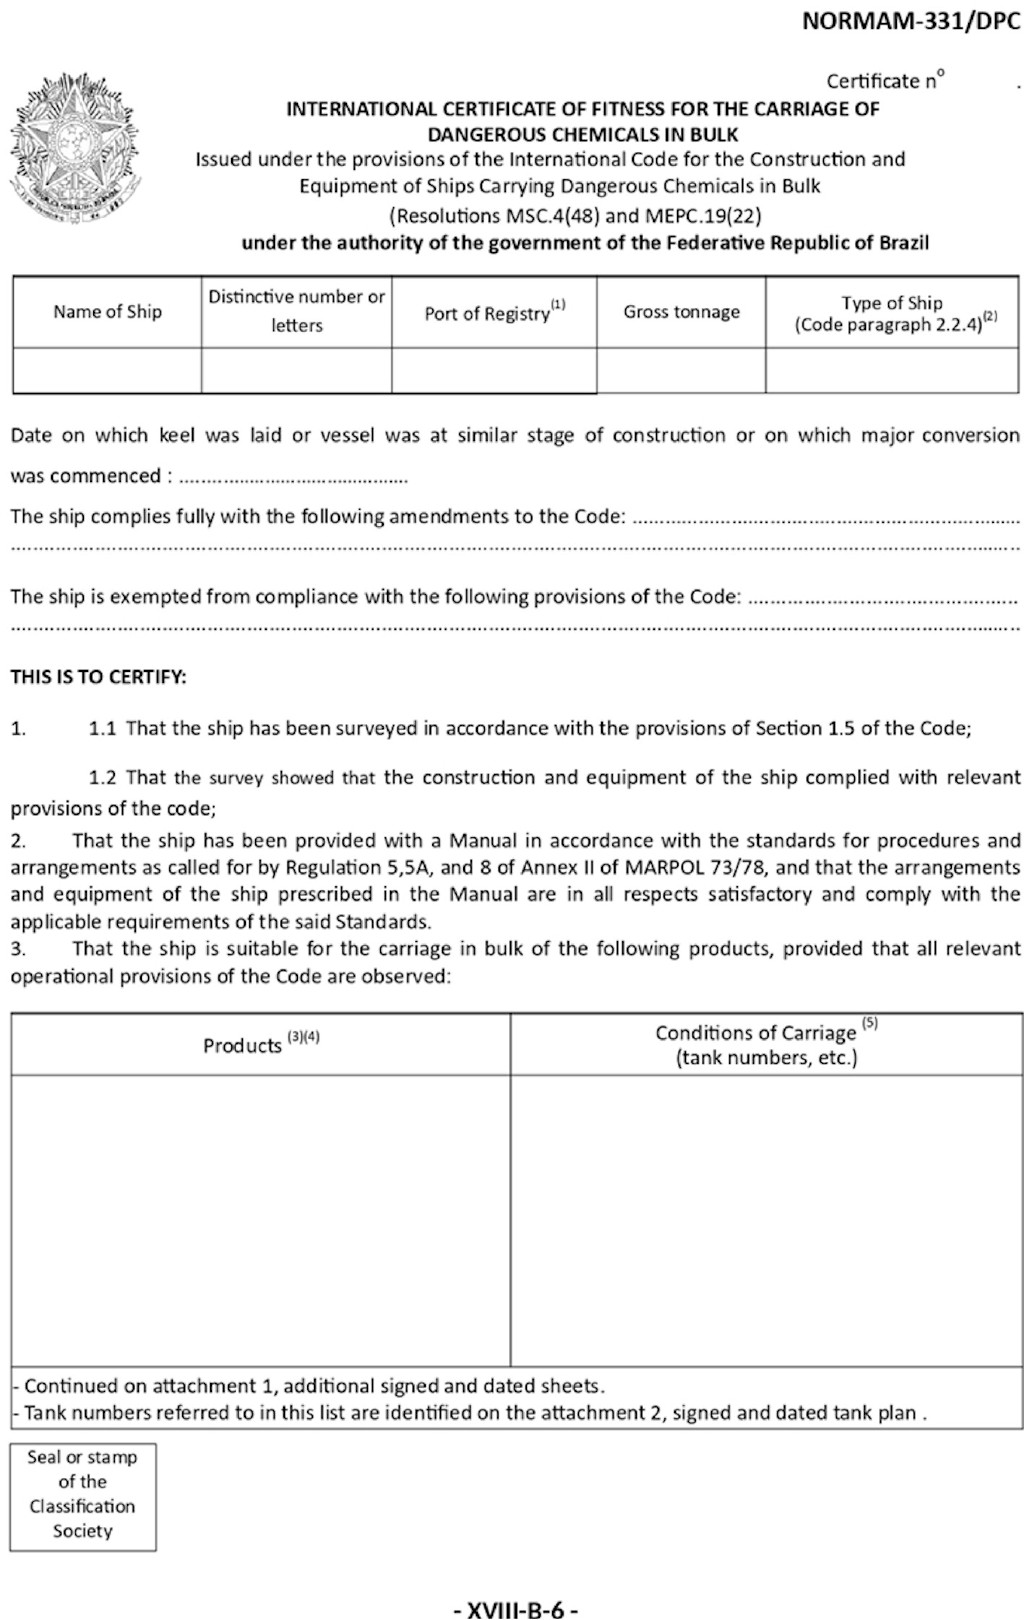 NORMAM-331/DPC
Certificate nº .
INTERNATIONAL CERTIFICATE OF FITNESS FOR THE CARRIAGE OF
DANGEROUS CHEMICALS IN BULK
Issued under the provisions of the International Code for the Construction and
Equipment of Ships Carrying Dangerous Chemicals in Bulk
(Resolutions MSC.4(48) and MEPC.19(22)
under the authority of the government of the Federative Republic of Brazil
Name of Ship
Distinctive number or
letters
Port of Registry(1)
Gross tonnage
Type of Ship
(Code paragraph 2.2.4)(2)
Date on which keel was laid or vessel was at similar stage of construction or on which major conversion
was commenced : ..........................................
The ship complies fully with the following amendments to the Code: ......................................................................
....................................................................................................................................................................................
The ship is exempted from compliance with the following provisions of the Code: ................................................
....................................................................................................................................................................................
THIS IS TO CERTIFY:
1. 1.1 That the ship has been surveyed in accordance with the provisions of Section 1.5 of the Code;
1.2 That the survey showed that the construction and equipment of the ship complied with relevant
provisions of the code;
2. That the ship has been provided with a Manual in accordance with the standards for procedures and
arrangements as called for by Regulation 5,5A, and 8 of Annex II of MARPOL 73/78, and that the arrangements
and equipment of the ship prescribed in the Manual are in all respects satisfactory and comply with the
applicable requirements of the said Standards.
3. That the ship is suitable for the carriage in bulk of the following products, provided that all relevant
operational provisions of the Code are observed:
Products (3)(4)
Conditions of Carriage (5)
(tank numbers, etc.)
- Continued on attachment 1, additional signed and dated sheets.
- Tank numbers referred to in this list are identified on the attachment 2, signed and dated tank plan .
Seal or stamp
of the
Classification
Society
- XVIII-B-6 -